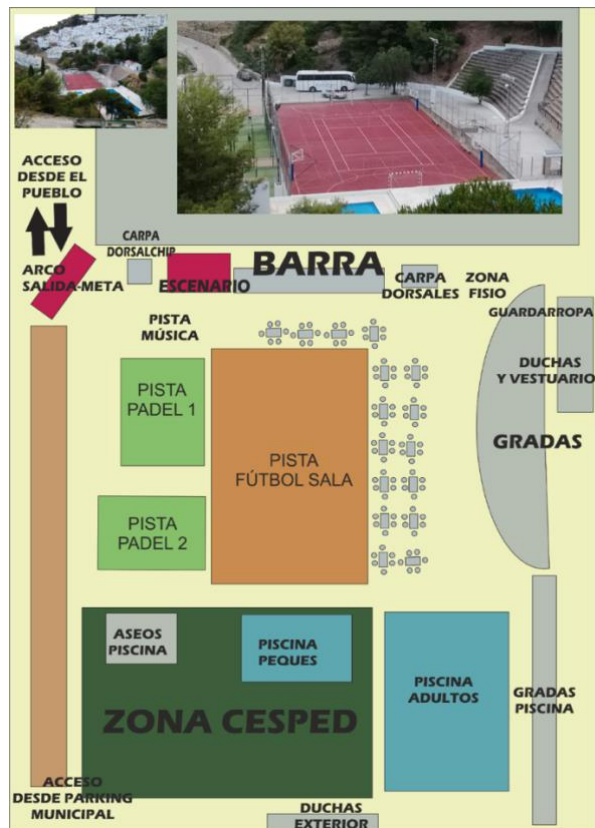 ACCESO
DESDE EL
PUEBLO
ARCO
SALIDA-META
CARPA
DORSALCHIP
ESCENARIO
BARRA
CARPA
DORSALES
ZONA
FISIO
GUARDARROPA
DUCHAS
Y VESTUARIO
GRADAS
PISTA
MÚSICA
PISTA
PADEL 1
PISTA
FÚTBOL SALA
PISTA
PADEL 2
ASEOS
PISCINA
PISCINA
PEQUES
ZONA CESPED
PISCINA
ADULTOS
GRADAS
PISCINA
ACCESO
DESDE PARKING
MUNICIPAL
DUCHAS
EXTERIOR